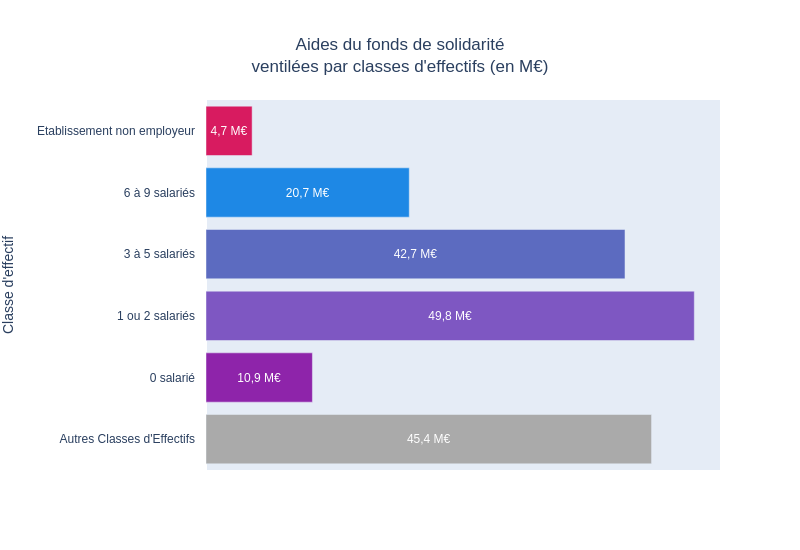 Aides du fonds de solidarité
ventilées par classes d'effectifs (en M€)
Classe d'effectif
Etablissement non employeur 4,7 M€
6 à 9 salariés 20,7 M€
3 à 5 salariés 42,7 M€
1 ou 2 salariés 49,8 M€
0 salarié 10,9 M€
Autres Classes d'Effectifs 45,4 M€